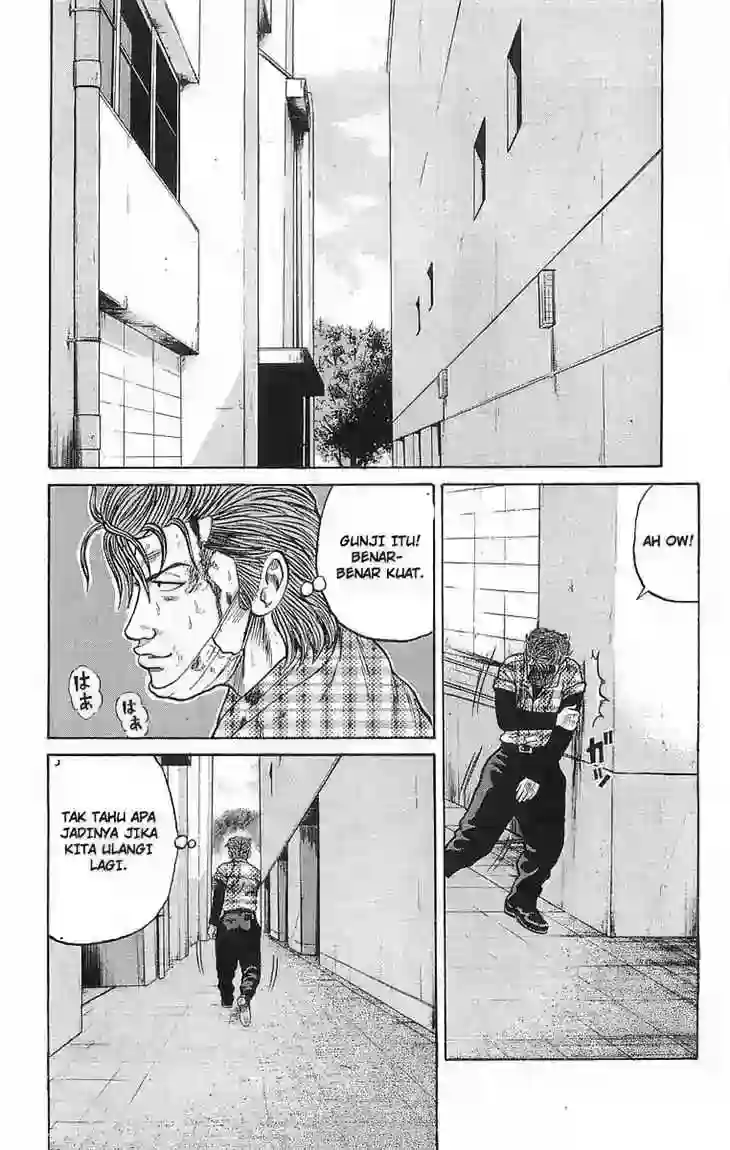 AH OW!
ガ
ッ
GUNJI ITU!
BENAR-
BENAR KUAT.
はぁ
はぁ
TAK TAHU APA
JADINYA JIKA
KITA ULANGI
LAGI.